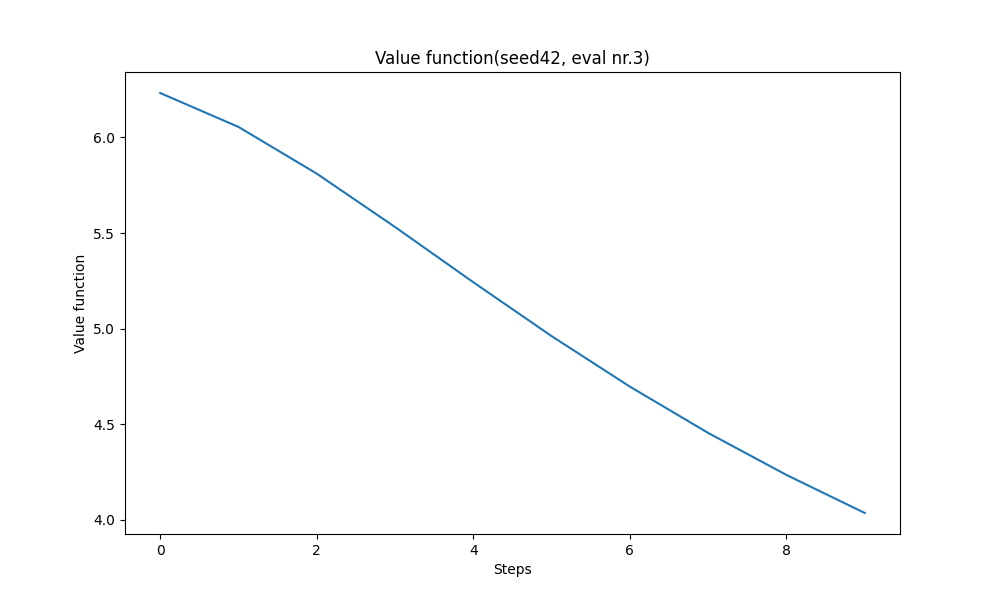 Value function(seed42, eval nr.3)
Value function
6.0
5.5
5.0
4.5
4.0
0 2 4 6 8
Steps